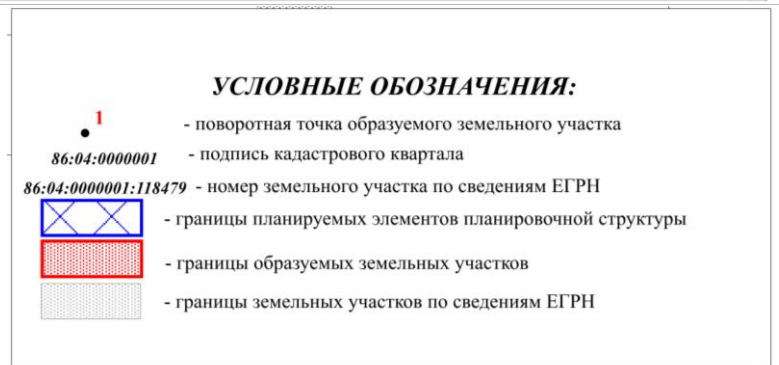 УСЛОВНЫЕ ОБОЗНАЧЕНИЯ:
1
- поворотная точка образуемого земельного участка
86:04:0000001 - подпись кадастрового квартала
86:04:0000001:118479 - номер земельного участка по сведениям ЕГРН
- границы планируемых элементов планировочной структуры
- границы образуемых земельных участков
- границы земельных участков по сведениям ЕГРН